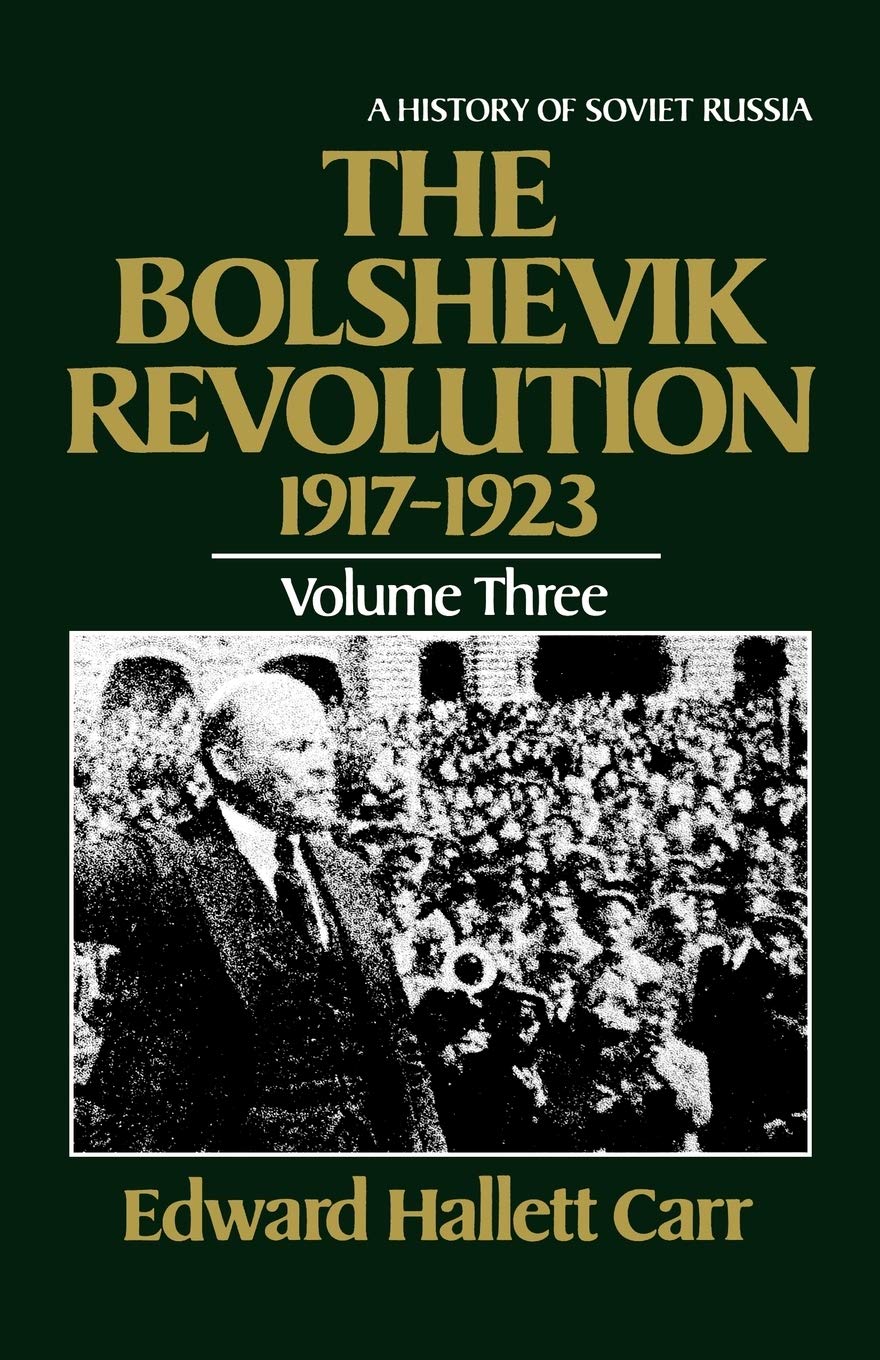 A HISTORY OF SOVIET RUSSIA
THE
BOLSHEVIK
REVOLUTION
1917–1923
Volume Three
Edward Hallett Carr